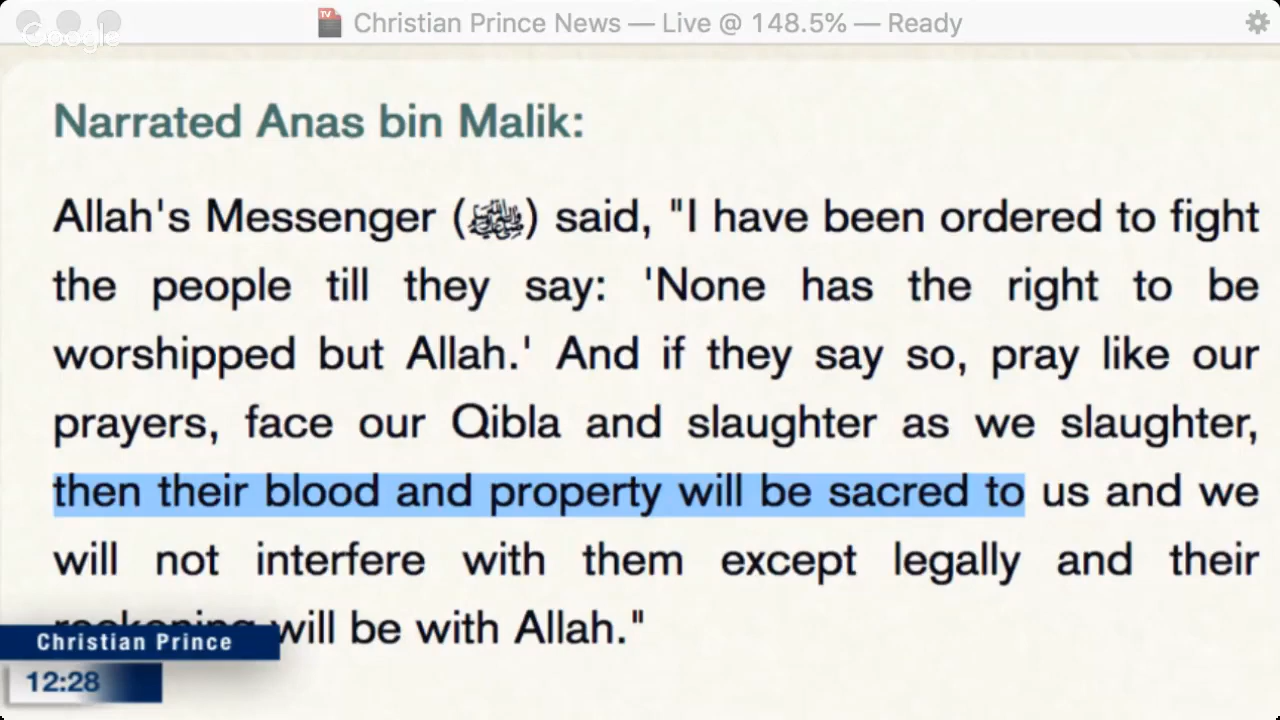 TV
Christian Prince News — Live @ 148.5% — Ready
Google
Narrated Anas bin Malik:
Allah's Messenger (ﷺ) said, "I have been ordered to fight
the people till they say: 'None has the right to be
worshipped but Allah.' And if they say so, pray like our
prayers, face our Qibla and slaughter as we slaughter,
then their blood and property will be sacred to us and we
will not interfere with them except legally and their
reckoning will be with Allah."
Christian Prince
12:28